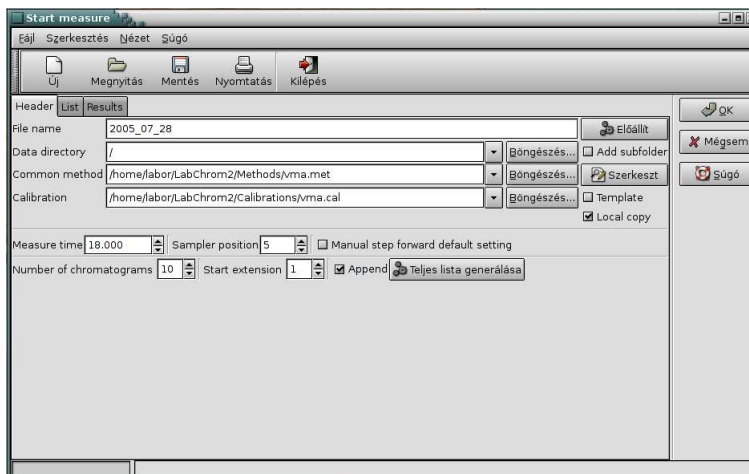 Start measure
Fájl Szerkesztés Nézet Súgó
Új Megnyitás Mentés Nyomtatás Kilépés
Header List Results
File name 2005_07_28 Előállít
Data directory / Böngészés... Add subfolder
Common method /home/labor/LabChrom2/Methods/vma.met Böngészés... Szerkeszt
Calibration /home/labor/LabChrom2/Calibrations/vma.cal Böngészés... Template
Local copy
Measure time 18.000 Sampler position 5 Manual step forward default setting
Number of chromatograms 10 Start extension 1 Append Teljes lista generálása
OK
Mégsem
Súgó